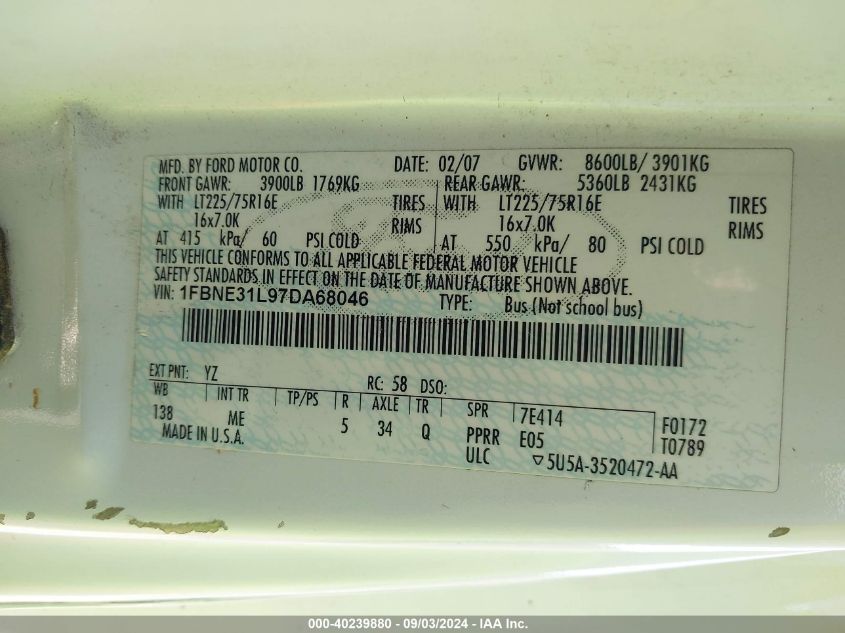 MFD. BY FORD MOTOR CO. DATE: 02/07 GVWR: 8600LB/ 3901KG
FRONT GAWR: 3900LB 1769KG REAR GAWR: 5360LB 2431KG
WITH LT225/75R16E TIRES WITH LT225/75R16E TIRES
16x7.0K RIMS 16x7.0K RIMS
AT 415 kPa/ 60 PSI COLD AT 550 kPa/ 80 PSI COLD
THIS VEHICLE CONFORMS TO ALL APPLICABLE FEDERAL MOTOR VEHICLE
SAFETY STANDARDS IN EFFECT ON THE DATE OF MANUFACTURE SHOWN ABOVE.
VIN: 1FBNE31L97DA68046 TYPE: Bus (Not school bus)
EXT PNT: YZ RC: 58 DSO:
WB INT TR TP/PS R AXLE TR SPR 7E414 F0172
138 ME 5 34 Q PPRR E05 T0789
MADE IN U.S.A. ULC ▽5U5A-3520472-AA
000-40239880 - 09/03/2024 - IAA Inc.